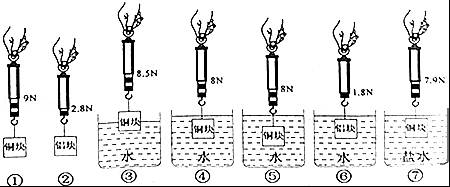 9N
铜块
①
2.8N
铝块
②
8.5N
铜块
水
③
8N
铜块
水
④
8N
铜块
水
⑤
1.8N
铝块
水
⑥
7.9N
铜块
盐水
⑦